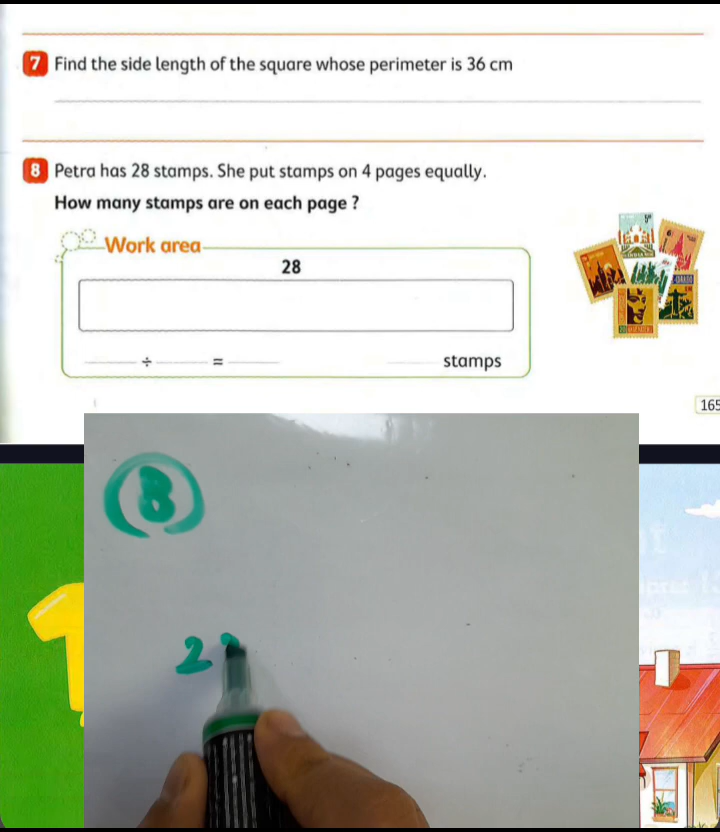 7 Find the side length of the square whose perimeter is 36 cm
8 Petra has 28 stamps. She put stamps on 4 pages equally.
How many stamps are on each page ?
Work area
28
÷ =
stamps
165
8
2